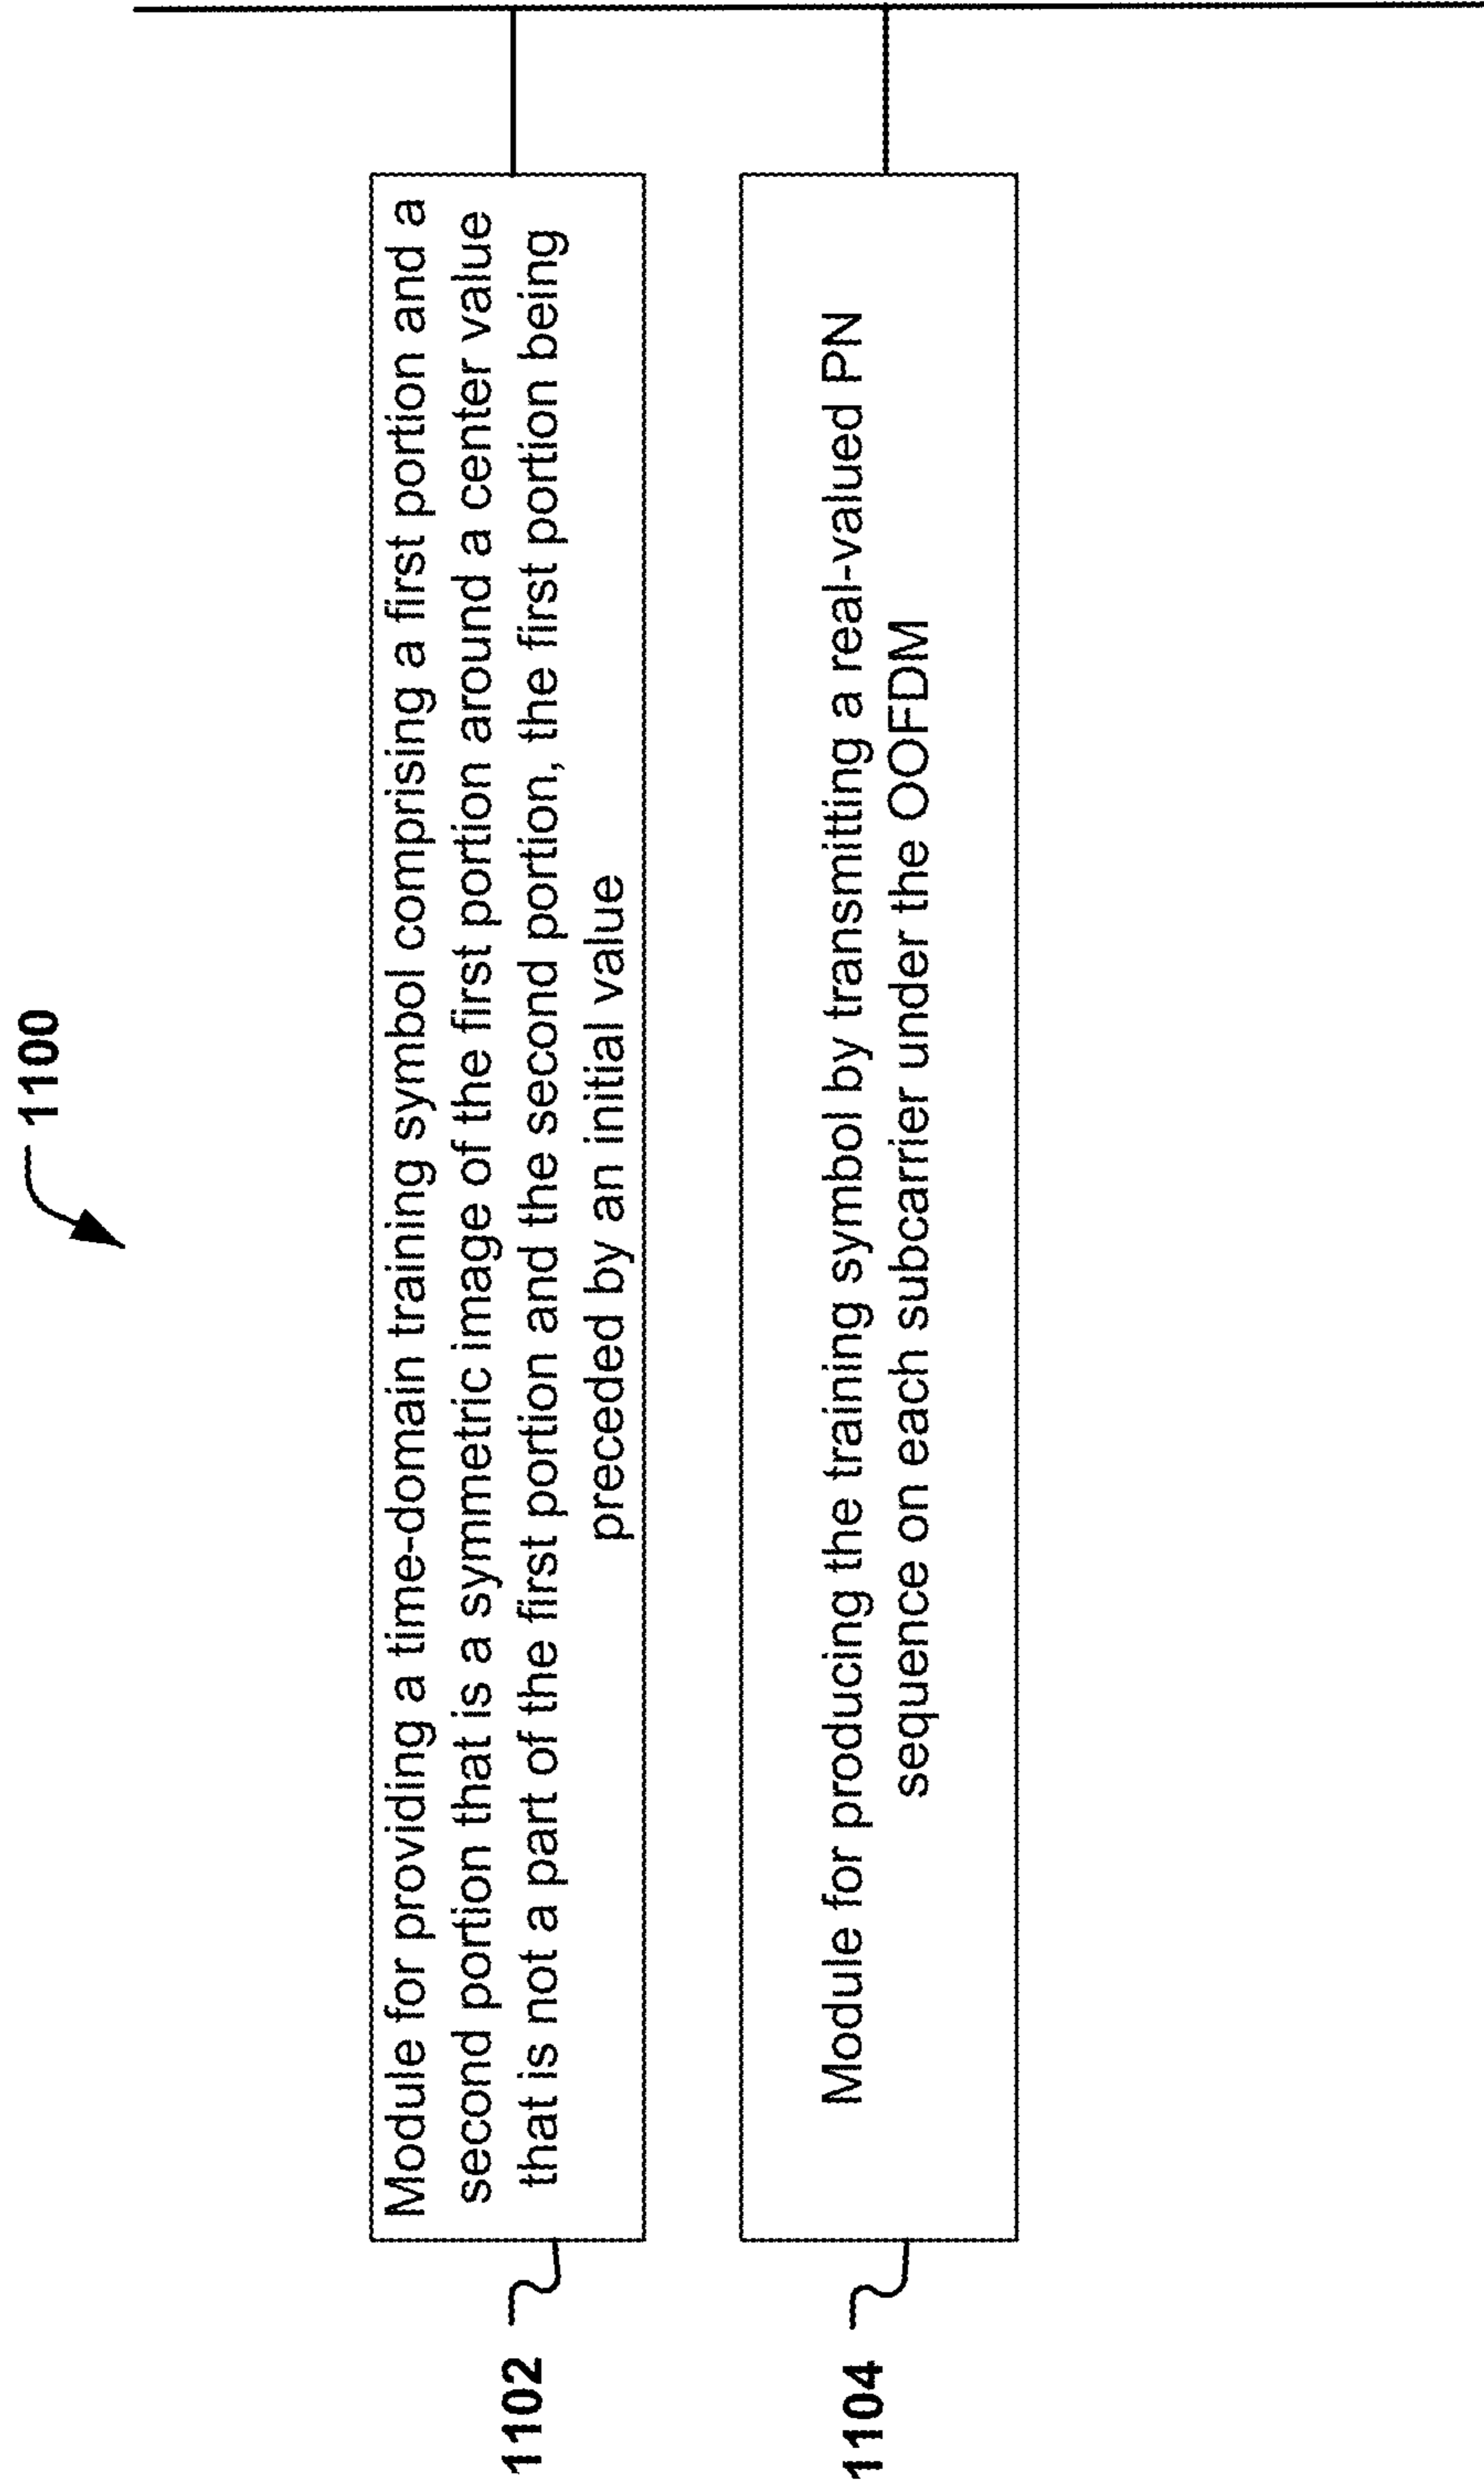 1100
1102
Module for providing a time-domain training symbol comprising a first portion and a
second portion that is a symmetric image of the first portion around a center value
that is not a part of the first portion and the second portion, the first portion being
preceded by an initial value
1104
Module for producing the training symbol by transmitting a real-valued PN
sequence on each subcarrier under the OOFDM